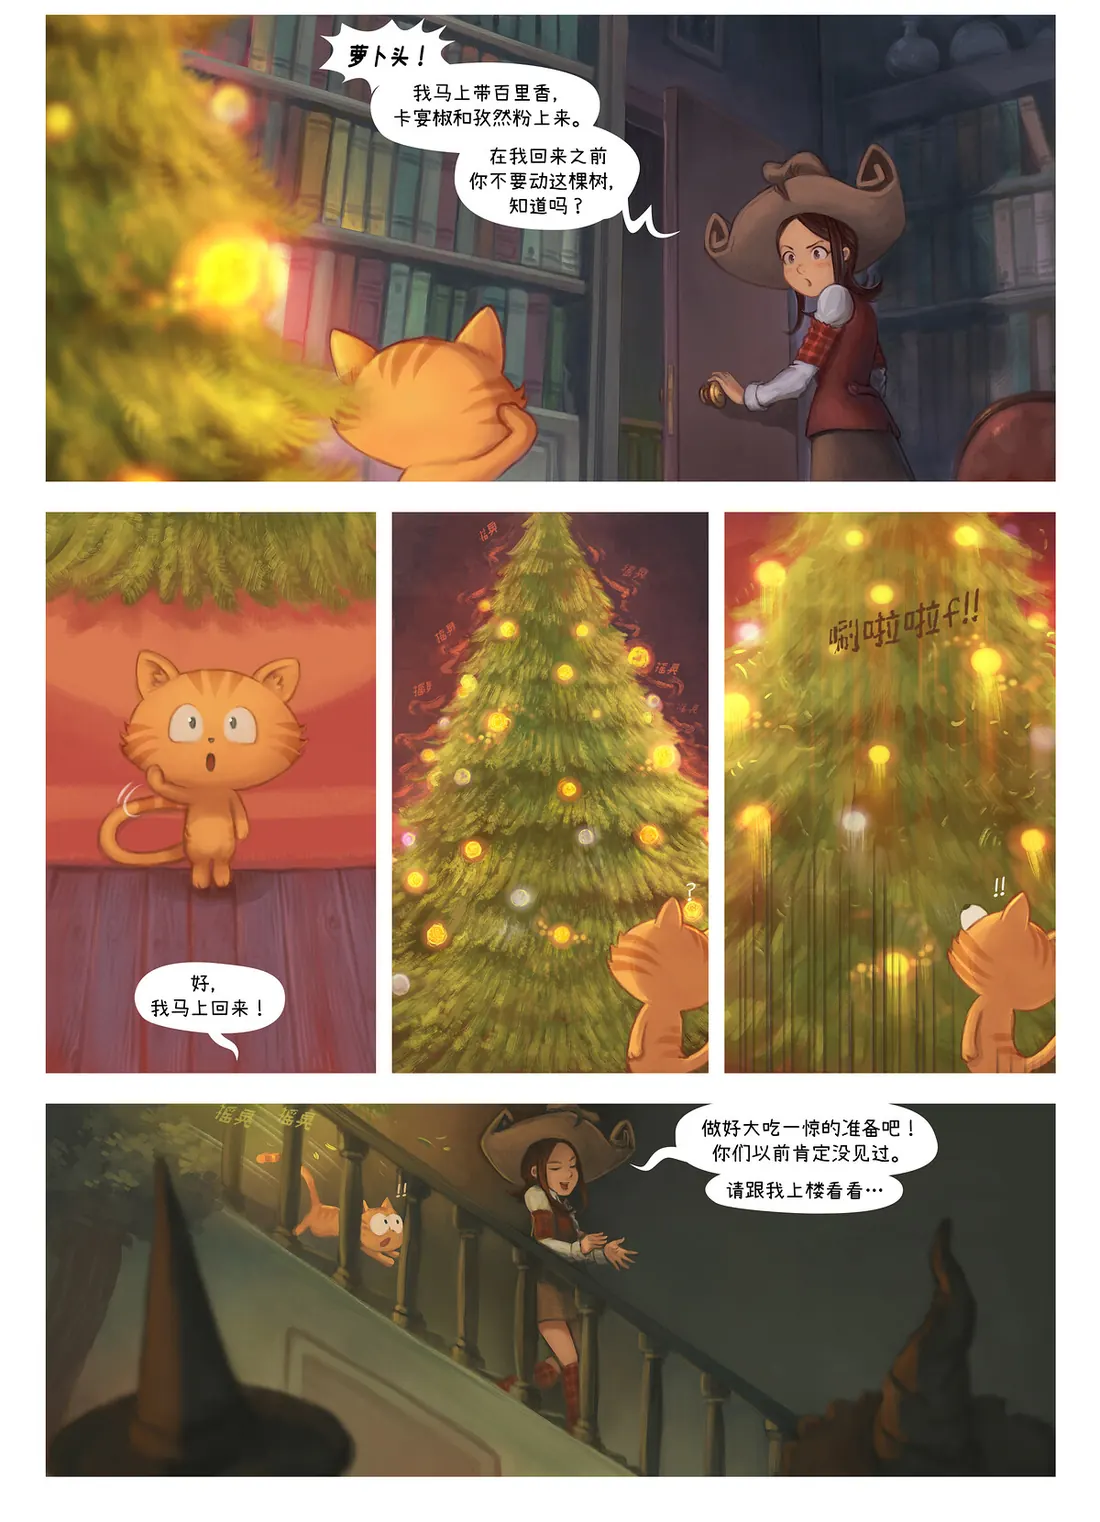 萝卜头！
我马上带百里香，
卡宴椒和孜然粉上来。
在我回来之前
你不要动这棵树，
知道吗？
好，
我马上回来！
摇晃
摇晃
摇晃
摇晃
摇晃
?
唰啦啦!!
!!
摇晃 摇晃
!!
做好大吃一惊的准备吧！
你们以前肯定没见过。
请跟我上楼看看…